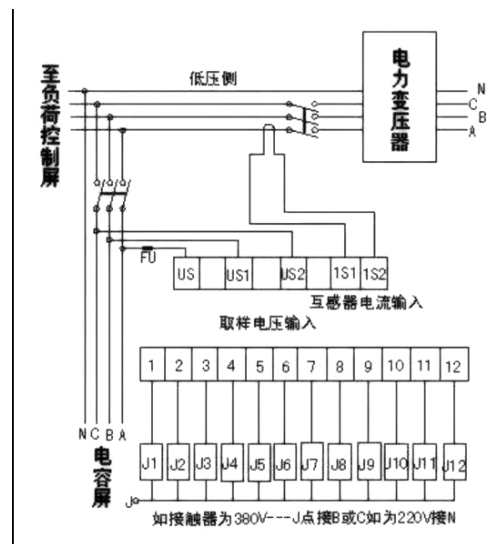 至负荷控制屏
低压侧
电力变压器
N
C
B
A
FU
US US1 US2 1S1 1S2
互感器电流输入
取样电压输入
1 2 3 4 5 6 7 8 9 10 11 12
N C B A
电容屏
J1 J2 J3 J4 J5 J6 J7 J8 J9 J10 J11 J12
J
如接触器为380V---J点接B或C如为220V接N